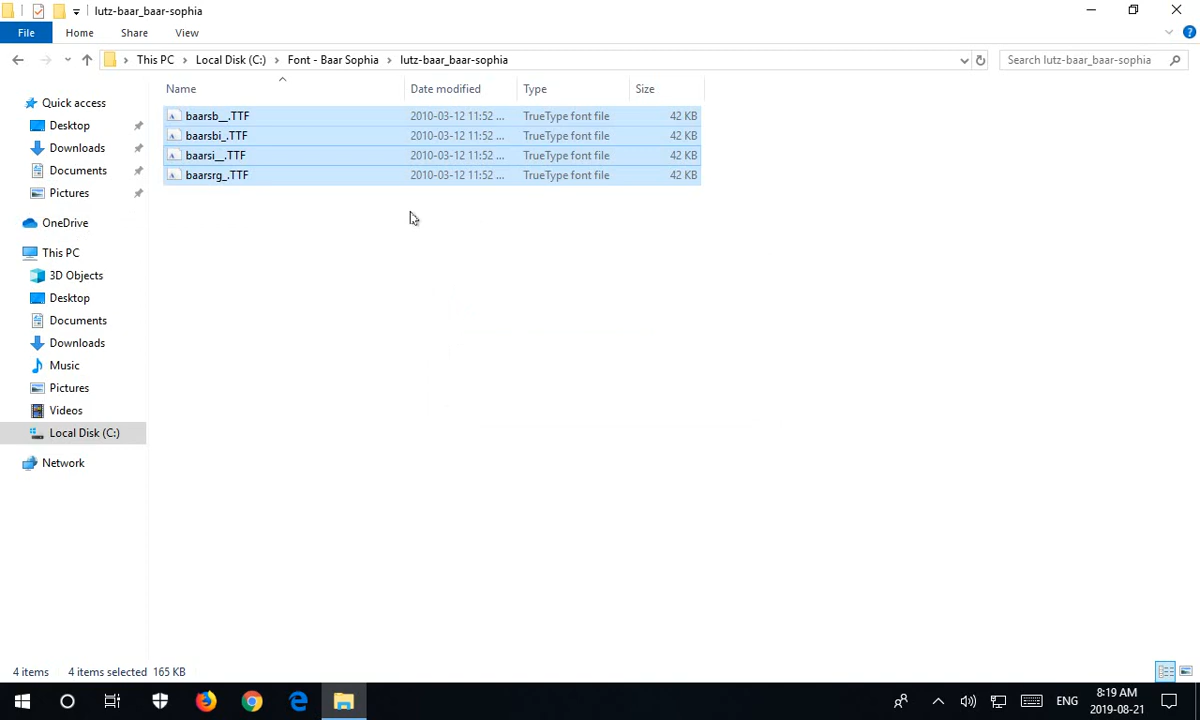 lutz-baar_baar-sophia
File Home Share View
This PC Local Disk (C:) Font - Baar Sophia lutz-baar_baar-sophia Search lutz-baar_baar-sophia
Name Date modified Type Size
baarsb__.TTF 2010-03-12 11:52 ... TrueType font file 42 KB
baarsbi_.TTF 2010-03-12 11:52 ... TrueType font file 42 KB
baarsi__.TTF 2010-03-12 11:52 ... TrueType font file 42 KB
baarsrg_.TTF 2010-03-12 11:52 ... TrueType font file 42 KB
Quick access
Desktop
Downloads
Documents
Pictures
OneDrive
This PC
3D Objects
Desktop
Documents
Downloads
Music
Pictures
Videos
Local Disk (C:)
Network
4 items 4 items selected 165 KB
ENG 8:19 AM
2019-08-21